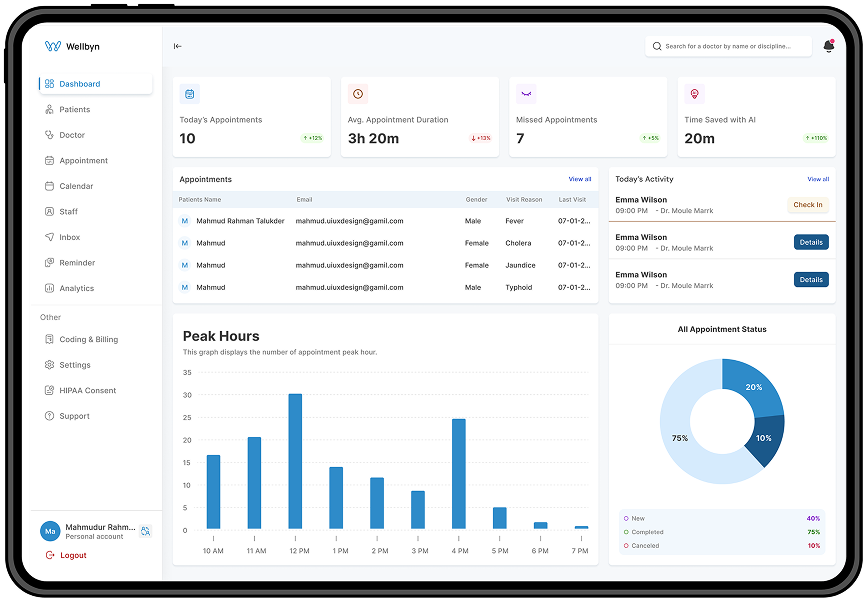 Wellbyn
Search for a doctor by name or discipline...
Dashboard
Patients
Doctor
Appointment
Calendar
Staff
Inbox
Reminder
Analytics
Other
Coding & Billing
Settings
HIPAA Consent
Support
Ma
Mahmudur Rahm...
Personal account
Logout
Today's Appointments
10
↑ +12%
Avg. Appointment Duration
3h 20m
↓ +13%
Missed Appointments
7
↑ +5%
Time Saved with AI
20m
↑ +110%
Appointments View all
Patients Name Email Gender Visit Reason Last Visit
M Mahmud Rahman Talukder mahmud.uiuxdesign@gamil.com Male Fever 07-01-2...
M Mahmud mahmud.uiuxdesign@gamil.com Female Cholera 07-01-2...
M Mahmud mahmud.uiuxdesign@gamil.com Female Jaundice 07-01-2...
M Mahmud mahmud.uiuxdesign@gamil.com Male Typhoid 07-01-2...
Today's Activity View all
Emma Wilson
09:00 PM • Dr. Moule Marrk
Check In
Emma Wilson
09:00 PM • Dr. Moule Marrk
Details
Emma Wilson
09:00 PM • Dr. Moule Marrk
Details
Peak Hours
This graph displays the number of appointment peak hour.
35
30
25
20
15
10
5
0
10 AM 11 AM 12 PM 1 PM 2 PM 3 PM 4 PM 5 PM 6 PM 7 PM
All Appointment Status
20%
75%
10%
New 40%
Completed 75%
Canceled 10%